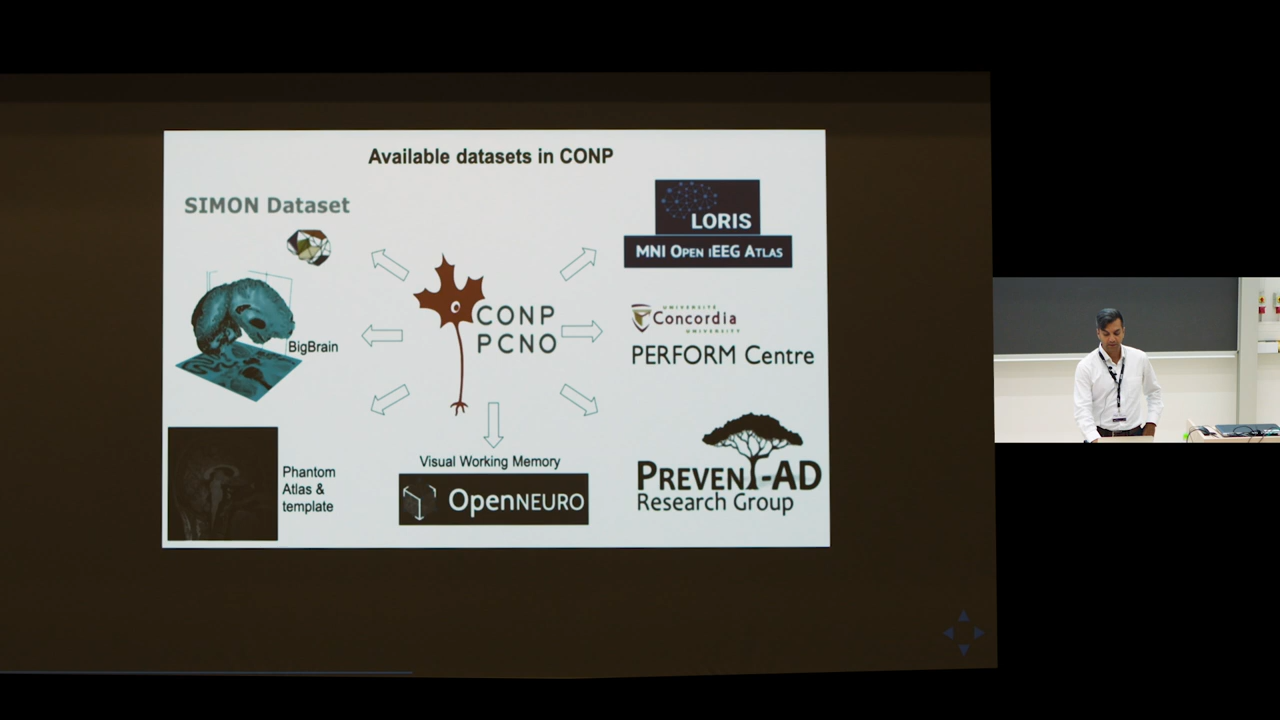 Available datasets in CONP
SIMON Dataset
LORIS
MNI OPEN iEEG ATLAS
BigBrain
CONP
PCNO
UNIVERSITÉ
Concordia
UNIVERSITY
PERFORM Centre
Phantom
Atlas &
template
Visual Working Memory
OpenNEURO
PREVENT-AD
Research Group